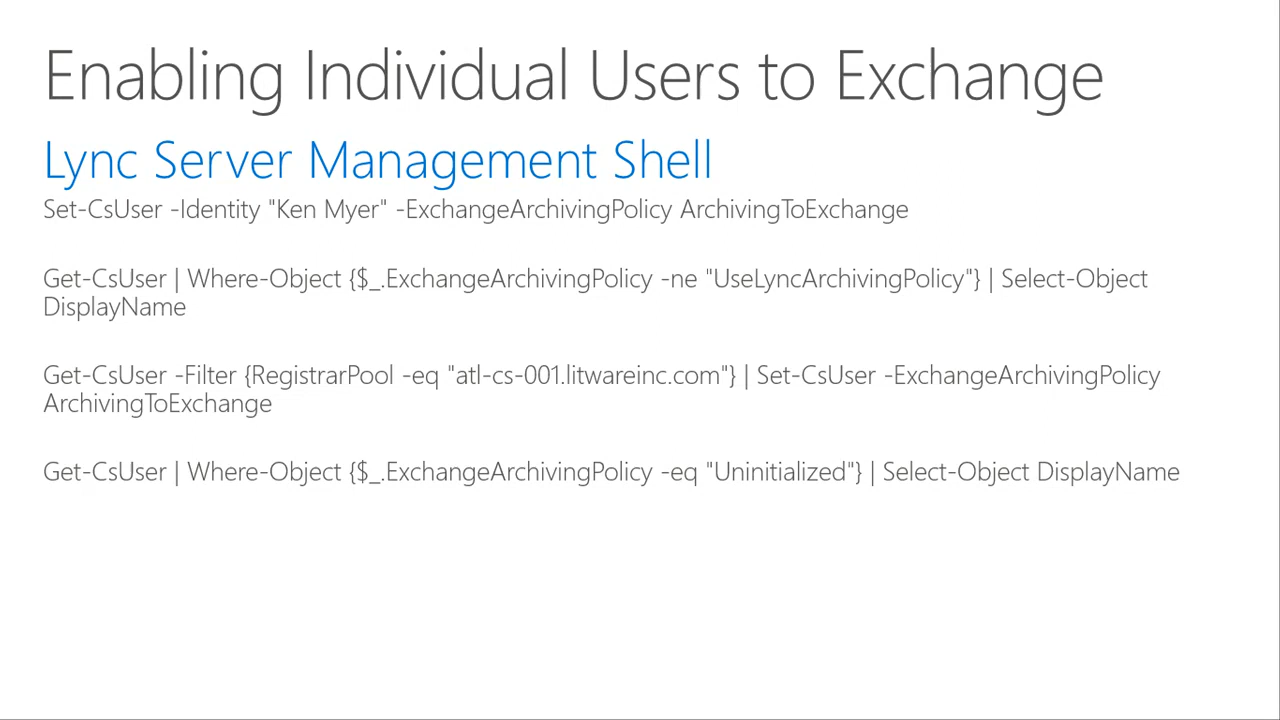 Enabling Individual Users to Exchange
Lync Server Management Shell
Set-CsUser -Identity "Ken Myer" -ExchangeArchivingPolicy ArchivingToExchange
Get-CsUser | Where-Object {$_.ExchangeArchivingPolicy -ne "UseLyncArchivingPolicy"} | Select-Object
DisplayName
Get-CsUser -Filter {RegistrarPool -eq "atl-cs-001.litwareinc.com"} | Set-CsUser -ExchangeArchivingPolicy
ArchivingToExchange
Get-CsUser | Where-Object {$_.ExchangeArchivingPolicy -eq "Uninitialized"} | Select-Object DisplayName